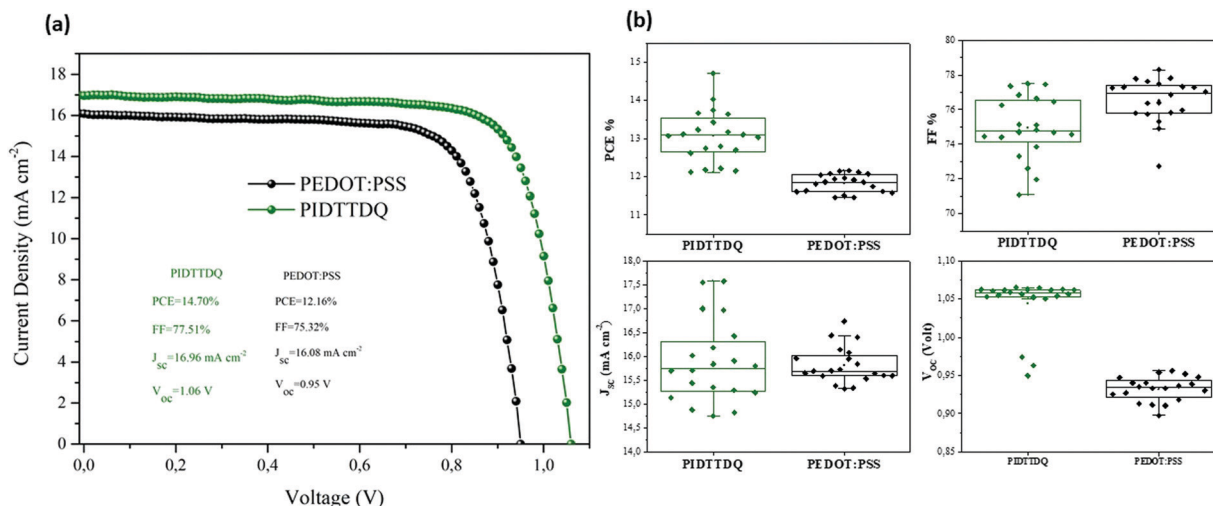 (a)
18
16
14
12
10
8
6
4
2
0
Current Density (mA cm-2)
PEDOT:PSS
PIDTTDQ
PIDTTDQ
PCE=14.70%
FF=77.51%
Jsc=16.96 mA cm-2
Voc=1.06 V
PEDOT:PSS
PCE=12.16%
FF=75.32%
Jsc=16.08 mA cm-2
Voc=0.95 V
0,0 0,2 0,4 0,6 0,8 1,0
Voltage (V)
(b)
15
14
13
12
11
PCE %
PIDTTDQ PEDOT:PSS
80
78
76
74
72
70
FF %
PIDTTDQ PEDOT:PSS
18,0
17,5
17,0
16,5
16,0
15,5
15,0
14,5
14,0
JSC (mA cm-2)
PIDTTDQ PEDOT:PSS
1,10
1,05
1,00
0,95
0,90
0,85
VOC (Volt)
PIDTTDQ PEDOT:PSS